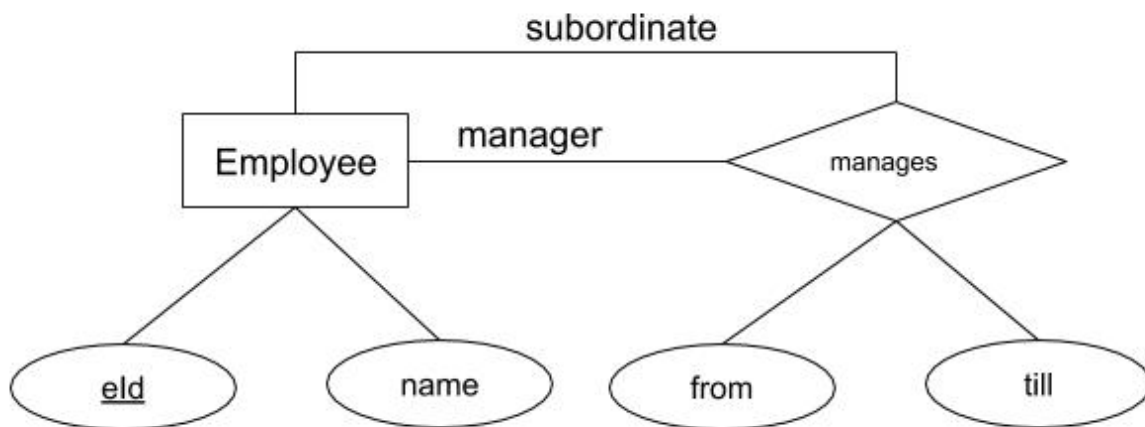 subordinate
manager
Employee
manages
eId
name
from
till